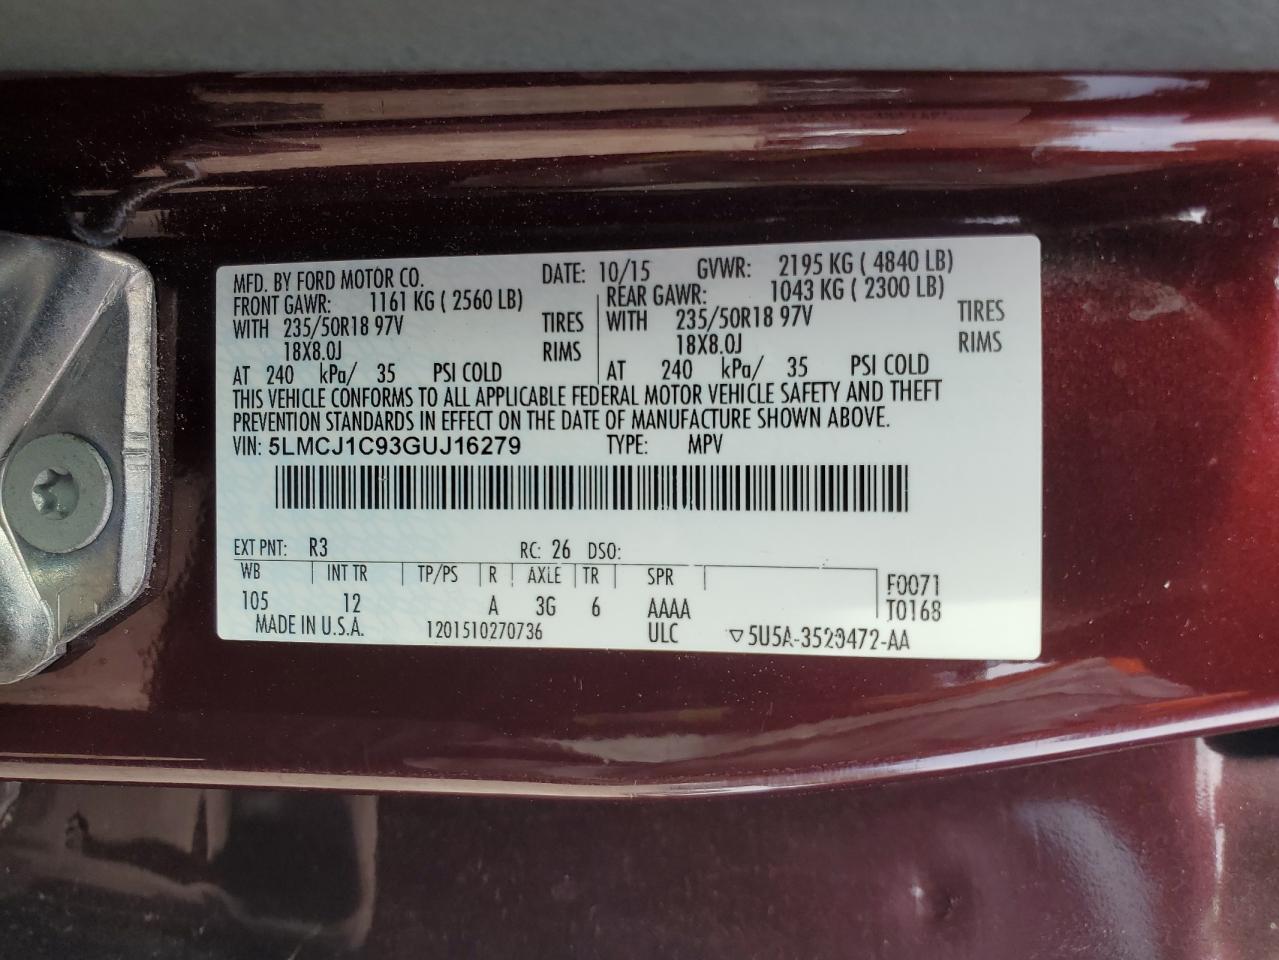 MFD. BY FORD MOTOR CO. DATE: 10/15 GVWR: 2195 KG ( 4840 LB)
FRONT GAWR: 1161 KG ( 2560 LB) REAR GAWR: 1043 KG ( 2300 LB)
WITH 235/50R18 97V TIRES WITH 235/50R18 97V TIRES
18X8.0J RIMS 18X8.0J RIMS
AT 240 kPa/ 35 PSI COLD AT 240 kPa/ 35 PSI COLD
THIS VEHICLE CONFORMS TO ALL APPLICABLE FEDERAL MOTOR VEHICLE SAFETY AND THEFT
PREVENTION STANDARDS IN EFFECT ON THE DATE OF MANUFACTURE SHOWN ABOVE.
VIN: 5LMCJ1C93GUJ16279 TYPE: MPV
EXT PNT: R3 RC: 26 DSO:
WB INT TR TP/PS R AXLE TR SPR F0071
105 12 A 3G 6 AAAA T0168
MADE IN U.S.A. 1201510270736 ULC